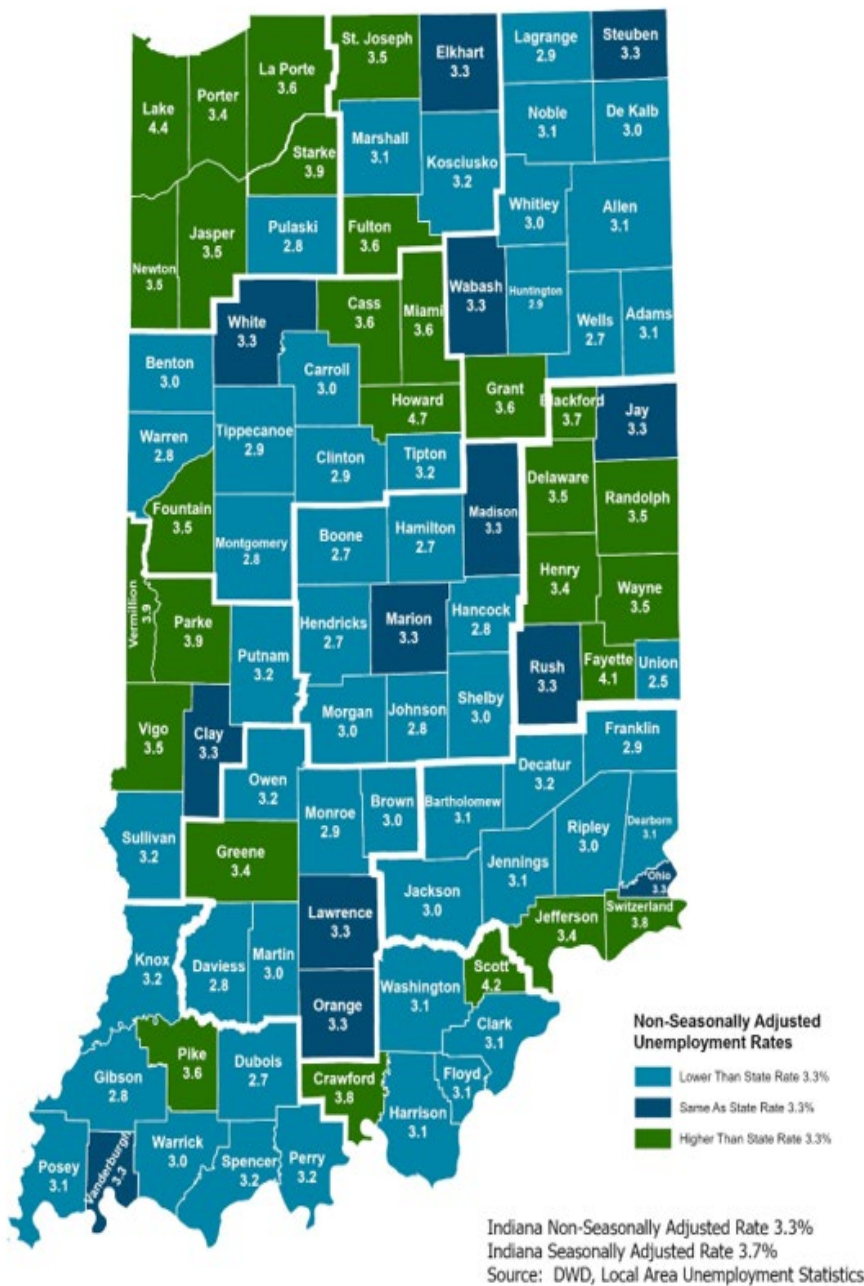 St. Joseph
3.5
Elkhart
3.3
Lagrange
2.9
Steuben
3.3
La Porte
3.6
Porter
3.4
Lake
4.4
Noble
3.1
De Kalb
3.0
Marshall
3.1
Starke
3.9
Kosciusko
3.2
Whitley
3.0
Allen
3.1
Jasper
3.5
Pulaski
2.8
Fulton
3.6
Newton
3.5
Wabash
3.3
Huntington
2.9
Cass
3.6
Miami
3.6
White
3.3
Wells
2.7
Adams
3.1
Benton
3.0
Carroll
3.0
Grant
3.6
Howard
4.7
Blackford
3.7
Jay
3.3
Warren
2.8
Tippecanoe
2.9
Clinton
2.9
Tipton
3.2
Delaware
3.5
Randolph
3.5
Fountain
3.5
Madison
3.3
Montgomery
2.8
Boone
2.7
Hamilton
2.7
Henry
3.4
Wayne
3.5
Vermillion
3.9
Parke
3.9
Hendricks
2.7
Marion
3.3
Hancock
2.8
Putnam
3.2
Rush
3.3
Fayette
4.1
Union
2.5
Vigo
3.5
Clay
3.3
Morgan
3.0
Johnson
2.8
Shelby
3.0
Franklin
2.9
Owen
3.2
Decatur
3.2
Monroe
2.9
Brown
3.0
Bartholomew
3.1
Dearborn
3.1
Ripley
3.0
Sullivan
3.2
Greene
3.4
Jennings
3.1
Ohio
3.3
Jackson
3.0
Lawrence
3.3
Jefferson
3.4
Switzerland
3.8
Knox
3.2
Daviess
2.8
Martin
3.0
Scott
4.2
Washington
3.1
Orange
3.3
Clark
3.1
Pike
3.6
Dubois
2.7
Gibson
2.8
Crawford
3.8
Floyd
3.1
Harrison
3.1
Posey
3.1
Vanderburgh
3.3
Warrick
3.0
Spencer
3.2
Perry
3.2
Non-Seasonally Adjusted
Unemployment Rates
Lower Than State Rate 3.3%
Same As State Rate 3.3%
Higher Than State Rate 3.3%
Indiana Non-Seasonally Adjusted Rate 3.3%
Indiana Seasonally Adjusted Rate 3.7%
Source: DWD, Local Area Unemployment Statistics